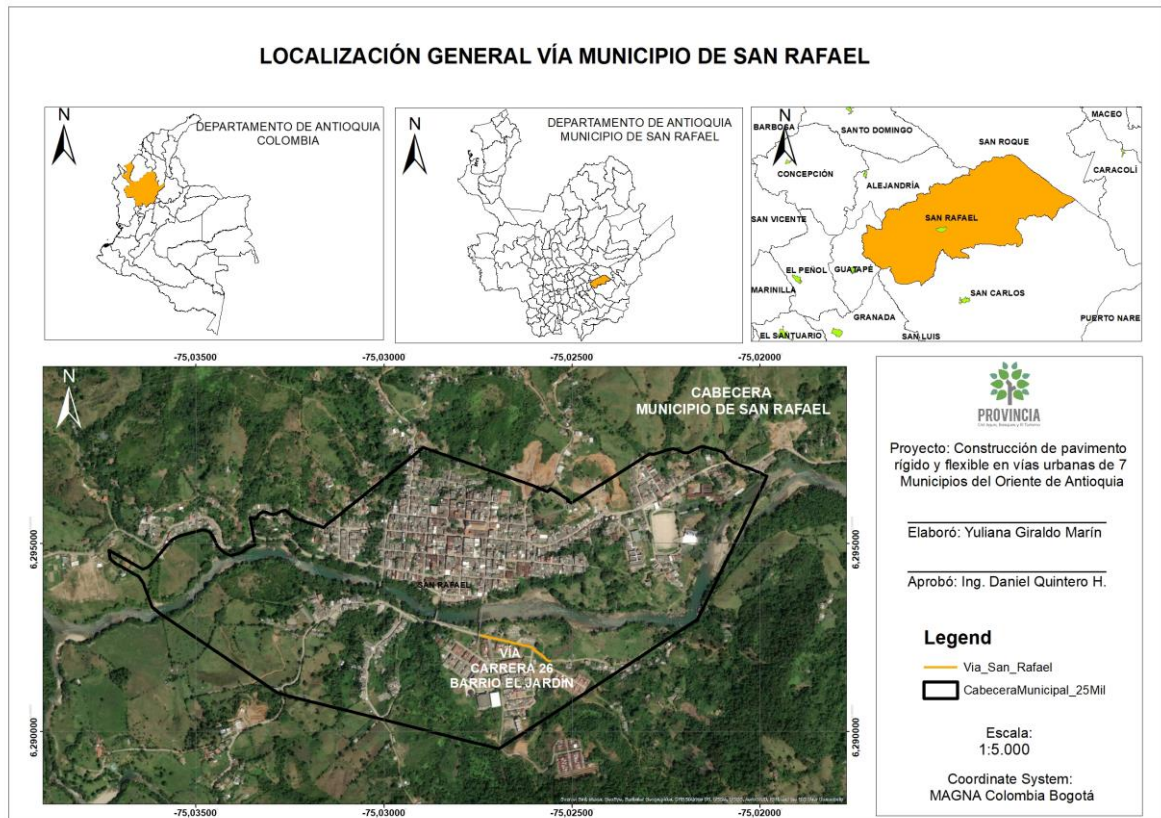 LOCALIZACIÓN GENERAL VÍA MUNICIPIO DE SAN RAFAEL
N
DEPARTAMENTO DE ANTIOQUIA
COLOMBIA
N
DEPARTAMENTO DE ANTIOQUIA
MUNICIPIO DE SAN RAFAEL
N
BARBOSA
SANTO DOMINGO
MACEO
SAN ROQUE
CONCEPCIÓN
CARACOLÍ
ALEJANDRÍA
SAN VICENTE
SAN RAFAEL
EL PEÑOL
GUATAPÉ
MARINILLA
SAN CARLOS
GRANADA
PUERTO NARE
EL SANTUARIO
SAN LUIS
-75,03500
-75,03000
-75,02500
-75,02000
N
CABECERA
MUNICIPIO DE SAN RAFAEL
6,295000
6,295000
SAN RAFAEL
VÍA
CARRERA 26
BARRIO EL JARDÍN
6,290000
6,290000
-75,03500
-75,03000
-75,02500
-75,02000
PROVINCIA
Proyecto: Construcción de pavimento
rígido y flexible en vías urbanas de 7
Municipios del Oriente de Antioquia
Elaboró: Yuliana Giraldo Marín
Aprobó: Ing. Daniel Quintero H.
Legend
Via_San_Rafael
CabeceraMunicipal_25Mil
Escala:
1:5.000
Coordinate System:
MAGNA Colombia Bogotá